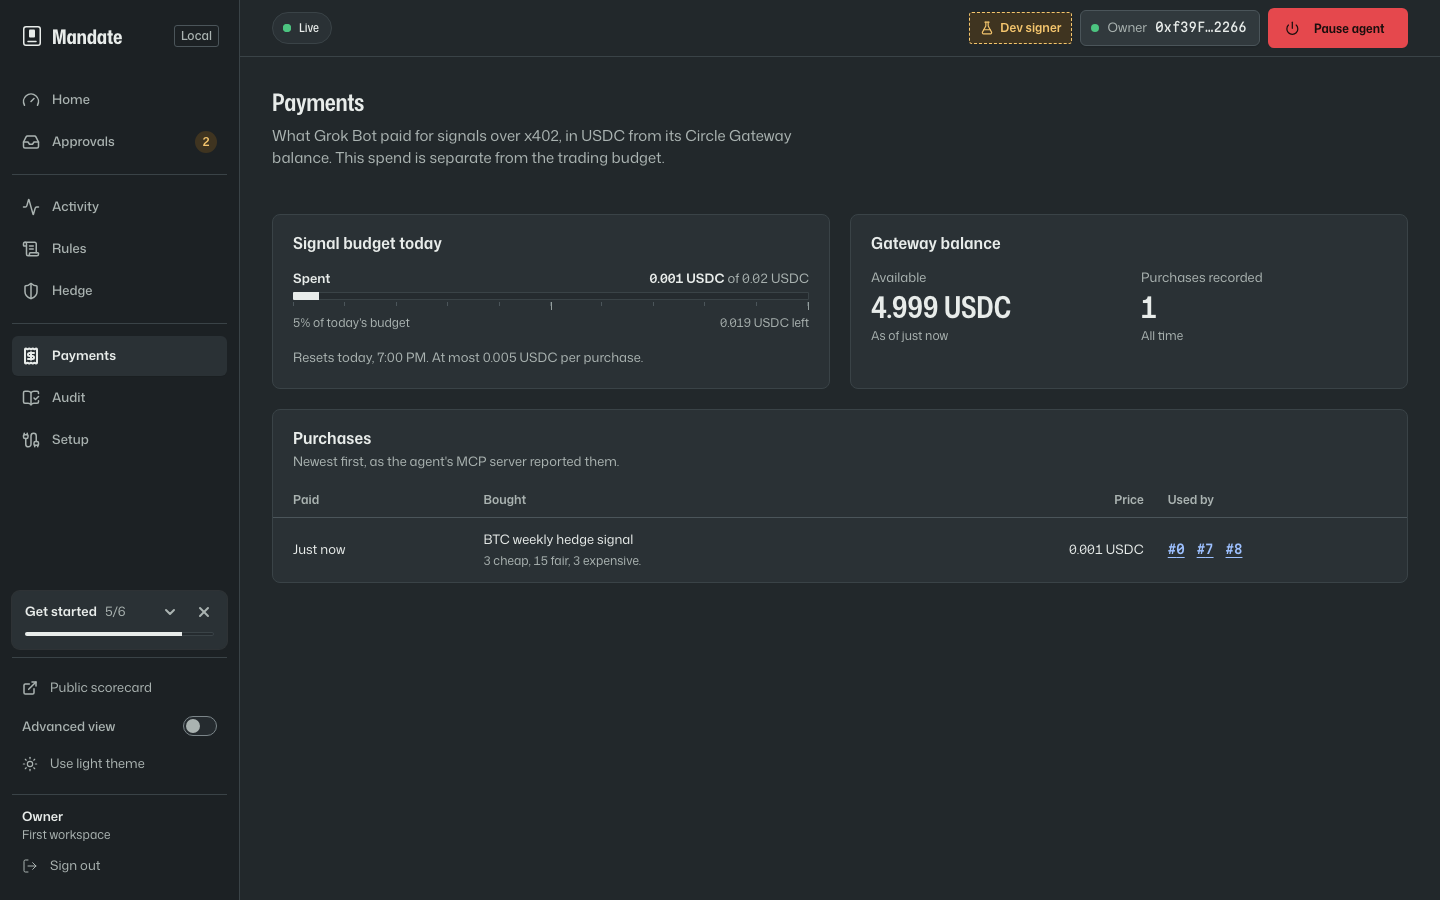 Mandate
Local
Home
Approvals
2
Activity
Rules
Hedge
Payments
Audit
Setup
Get started 5/6
Public scorecard
Advanced view
Use light theme
Owner
First workspace
Sign out
Live
Dev signer
Owner 0xf39F…2266
Pause agent
Payments
What Grok Bot paid for signals over x402, in USDC from its Circle Gateway
balance. This spend is separate from the trading budget.
Signal budget today
Spent
0.001 USDC of 0.02 USDC
5% of today's budget
0.019 USDC left
Resets today, 7:00 PM. At most 0.005 USDC per purchase.
Gateway balance
Available
4.999 USDC
As of just now
Purchases recorded
1
All time
Purchases
Newest first, as the agent's MCP server reported them.
Paid Bought Price Used by
Just now BTC weekly hedge signal 0.001 USDC #0 #7 #8
3 cheap, 15 fair, 3 expensive.